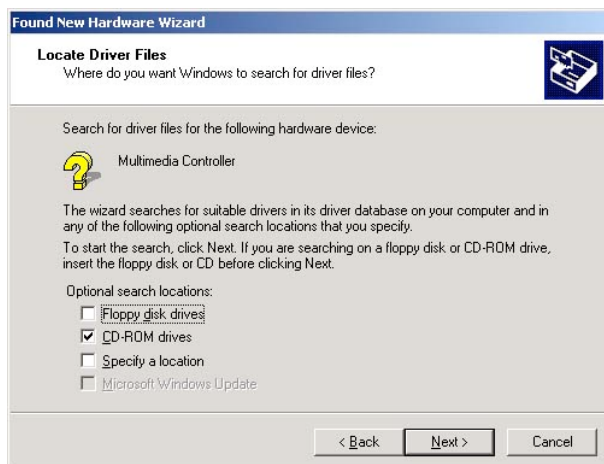 Found New Hardware Wizard
Locate Driver Files
Where do you want Windows to search for driver files?
Search for driver files for the following hardware device:
Multimedia Controller
The wizard searches for suitable drivers in its driver database on your computer and in
any of the following optional search locations that you specify.
To start the search, click Next. If you are searching on a floppy disk or CD-ROM drive,
insert the floppy disk or CD before clicking Next.
Optional search locations:
Floppy disk drives
CD-ROM drives
Specify a location
Microsoft Windows Update
< Back Next > Cancel